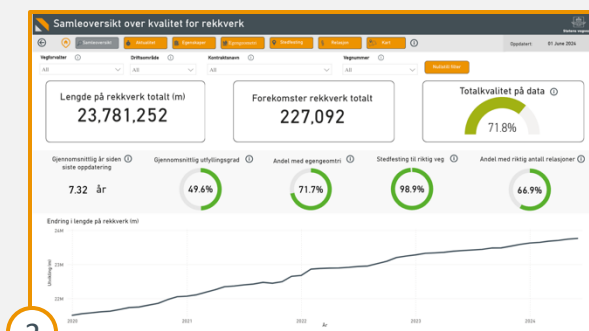 Samleoversikt over kvalitet for rekkverk
Statens vegvesen
Samleoversikt Aktualitet Egenskaper Egengeometri Stedfesting Relasjon Kart
Oppdatert: 01 June 2024
Vegforvalter Driftsområde Kontraktsnavn Vegnummer
All All All All
Nullstill filter
Lengde på rekkverk totalt (m)
23,781,252
Forekomster rekkverk totalt
227,092
Totalkvalitet på data
71.8%
Gjennomsnittlig år siden siste oppdatering
7.32 år
Gjennomsnittlig utfyllingsgrad
49.6%
Andel med egengeomtri
71.7%
Stedfesting til riktig veg
98.9%
Andel med riktig antall relasjoner
66.9%
Endring i lengde på rekkverk (m)
24M
23M
22M
Utvikling (m)
2020 2021 2022 2023 2024
År